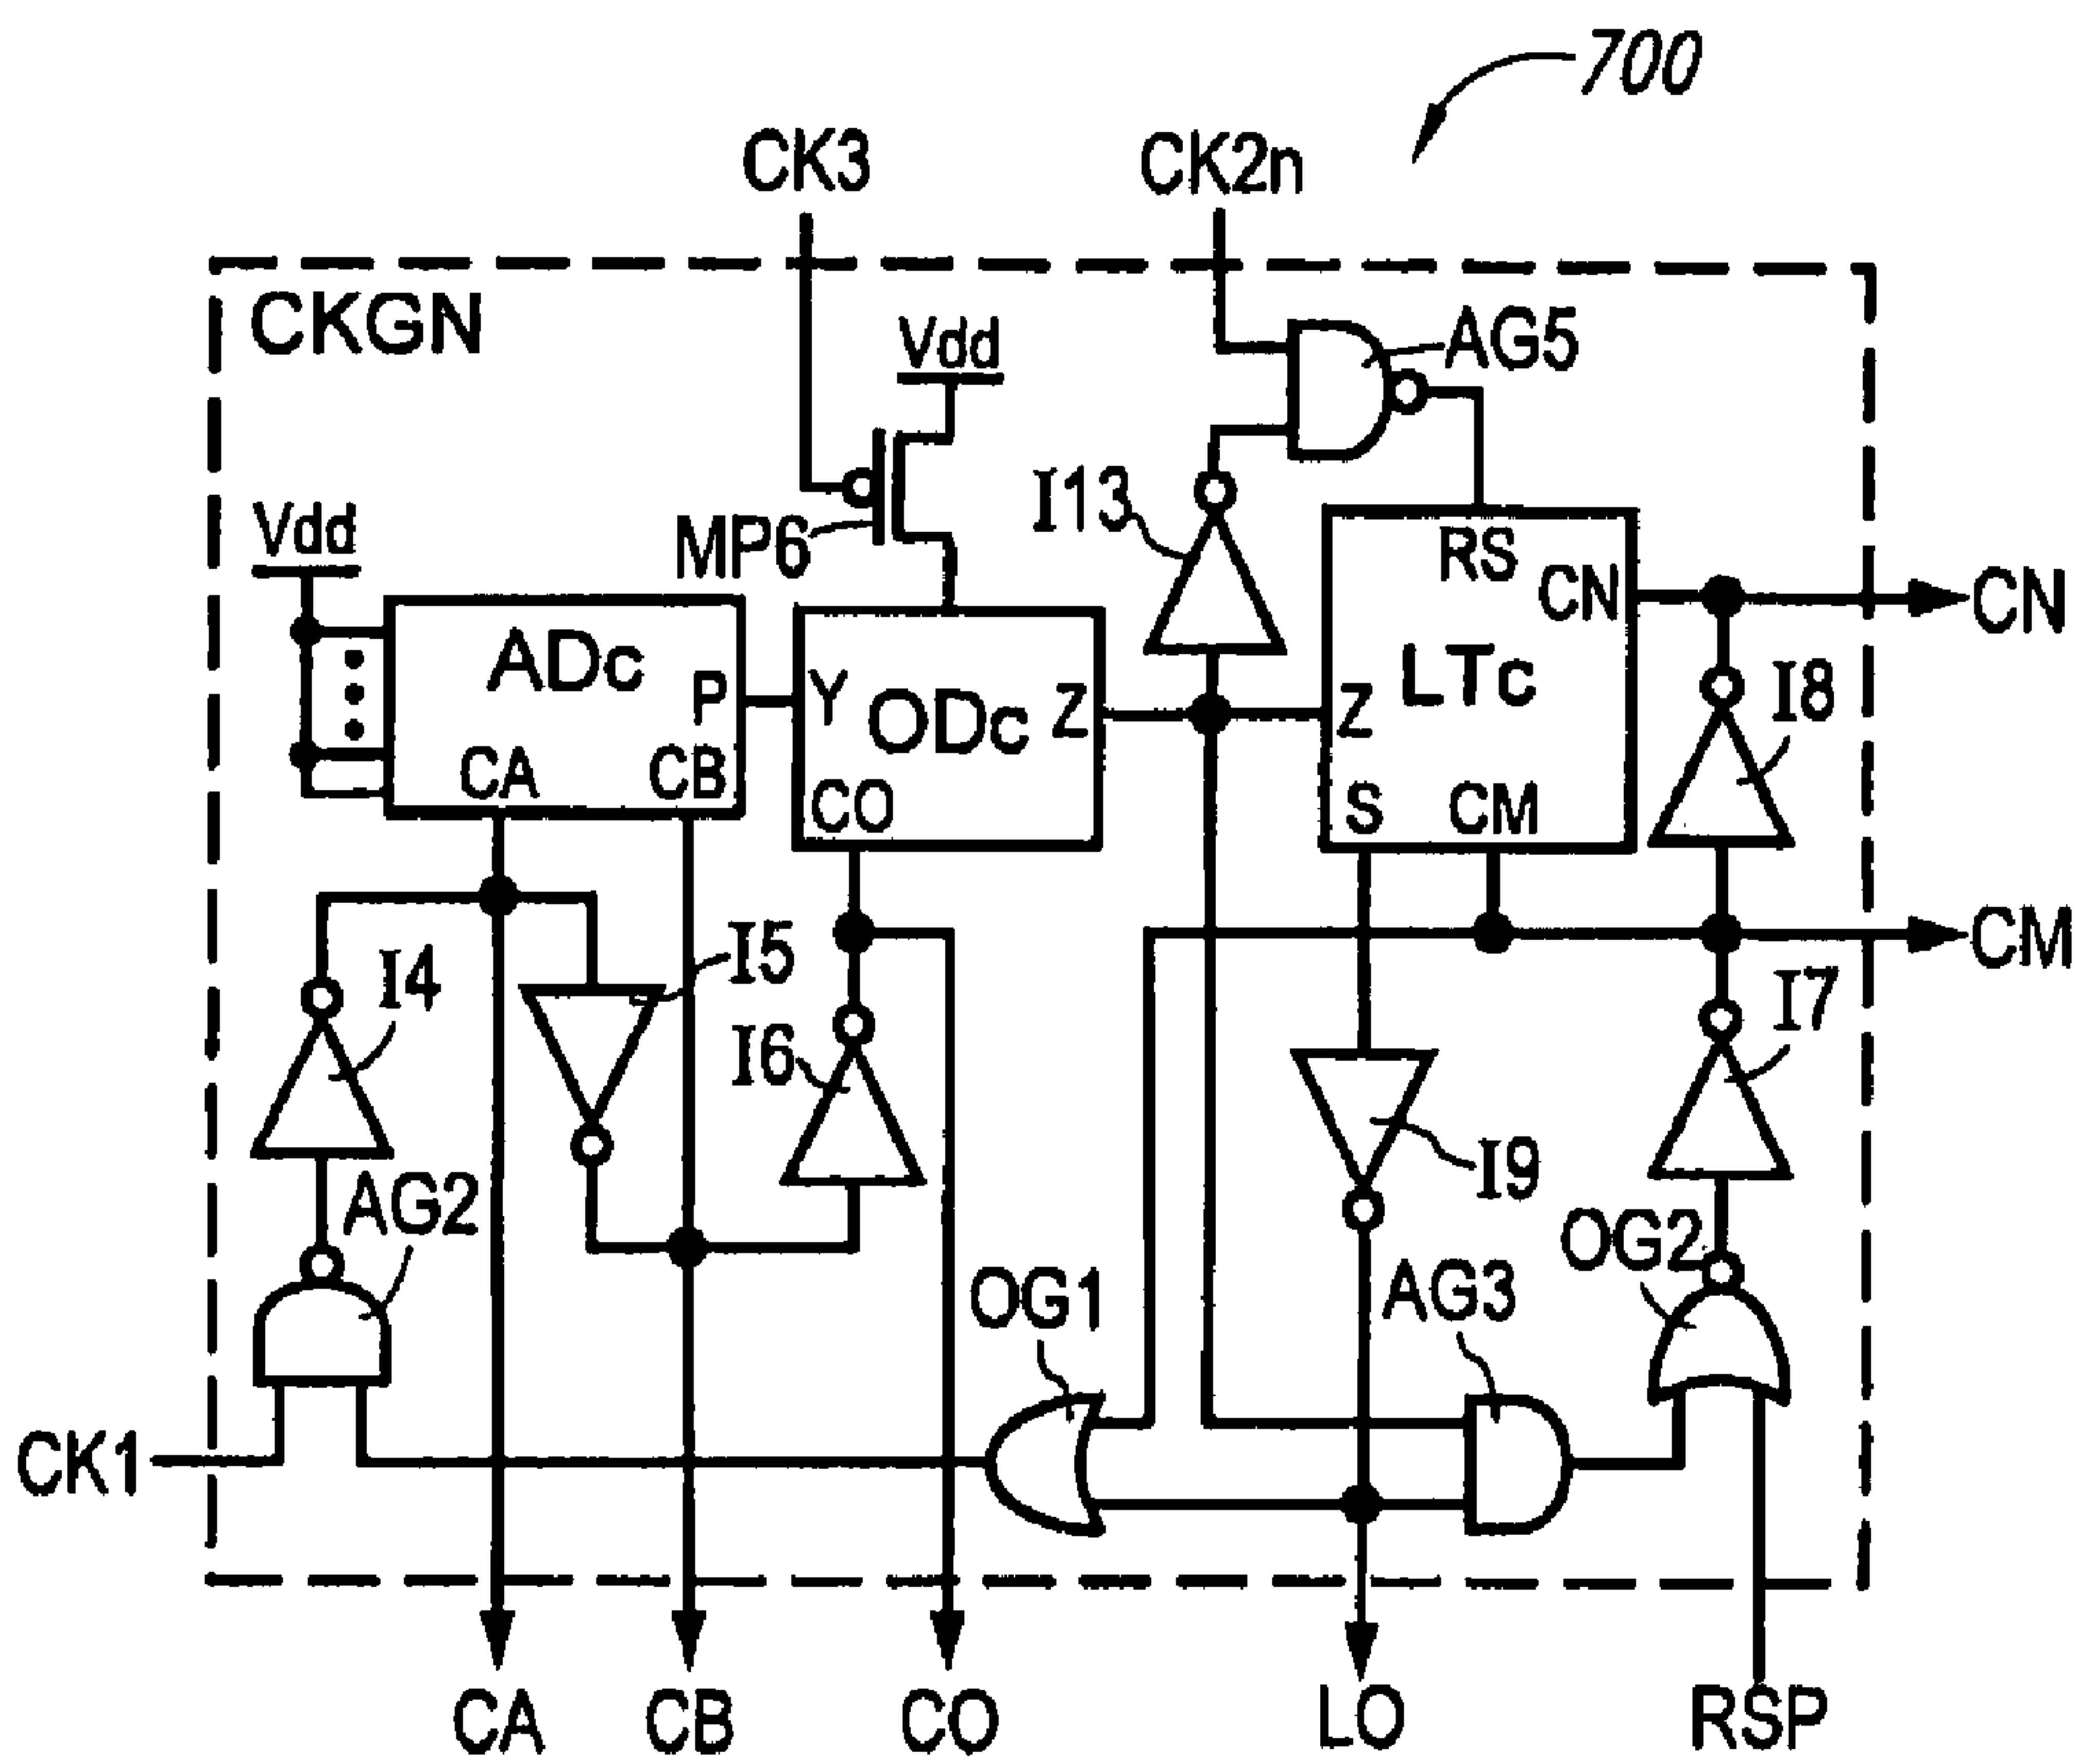 700
CK3
CK2n
CKGN
Vdd
AG5
I13
Vdd
MP6
RS
CN
CN
ADc
P
Y
ODc
Z
Z
LTc
I8
CA
CB
CO
S
CM
I4
I5
CM
I6
I7
AG2
I9
OG2
OG1
AG3
CK1
CA
CB
CO
LO
RSP